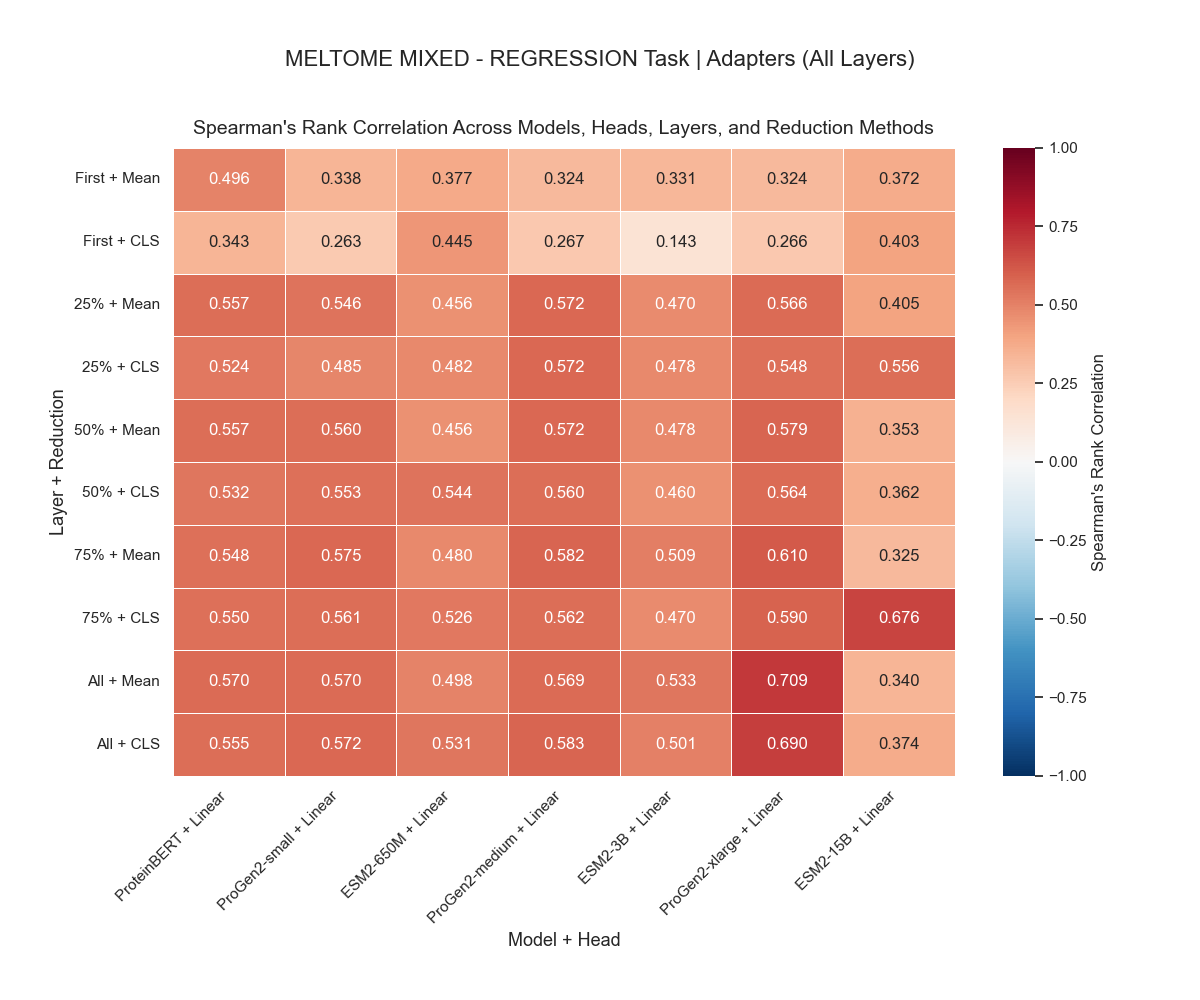 MELTOME MIXED - REGRESSION Task | Adapters (All Layers)
Spearman's Rank Correlation Across Models, Heads, Layers, and Reduction Methods
Layer + Reduction
First + Mean 0.496 0.338 0.377 0.324 0.331 0.324 0.372
First + CLS 0.343 0.263 0.445 0.267 0.143 0.266 0.403
25% + Mean 0.557 0.546 0.456 0.572 0.470 0.566 0.405
25% + CLS 0.524 0.485 0.482 0.572 0.478 0.548 0.556
50% + Mean 0.557 0.560 0.456 0.572 0.478 0.579 0.353
50% + CLS 0.532 0.553 0.544 0.560 0.460 0.564 0.362
75% + Mean 0.548 0.575 0.480 0.582 0.509 0.610 0.325
75% + CLS 0.550 0.561 0.526 0.562 0.470 0.590 0.676
All + Mean 0.570 0.570 0.498 0.569 0.533 0.709 0.340
All + CLS 0.555 0.572 0.531 0.583 0.501 0.690 0.374
ProteinBERT + Linear
ProGen2-small + Linear
ESM2-650M + Linear
ProGen2-medium + Linear
ESM2-3B + Linear
ProGen2-xlarge + Linear
ESM2-15B + Linear
Model + Head
1.00
0.75
0.50
0.25
0.00
−0.25
−0.50
−0.75
−1.00
Spearman's Rank Correlation